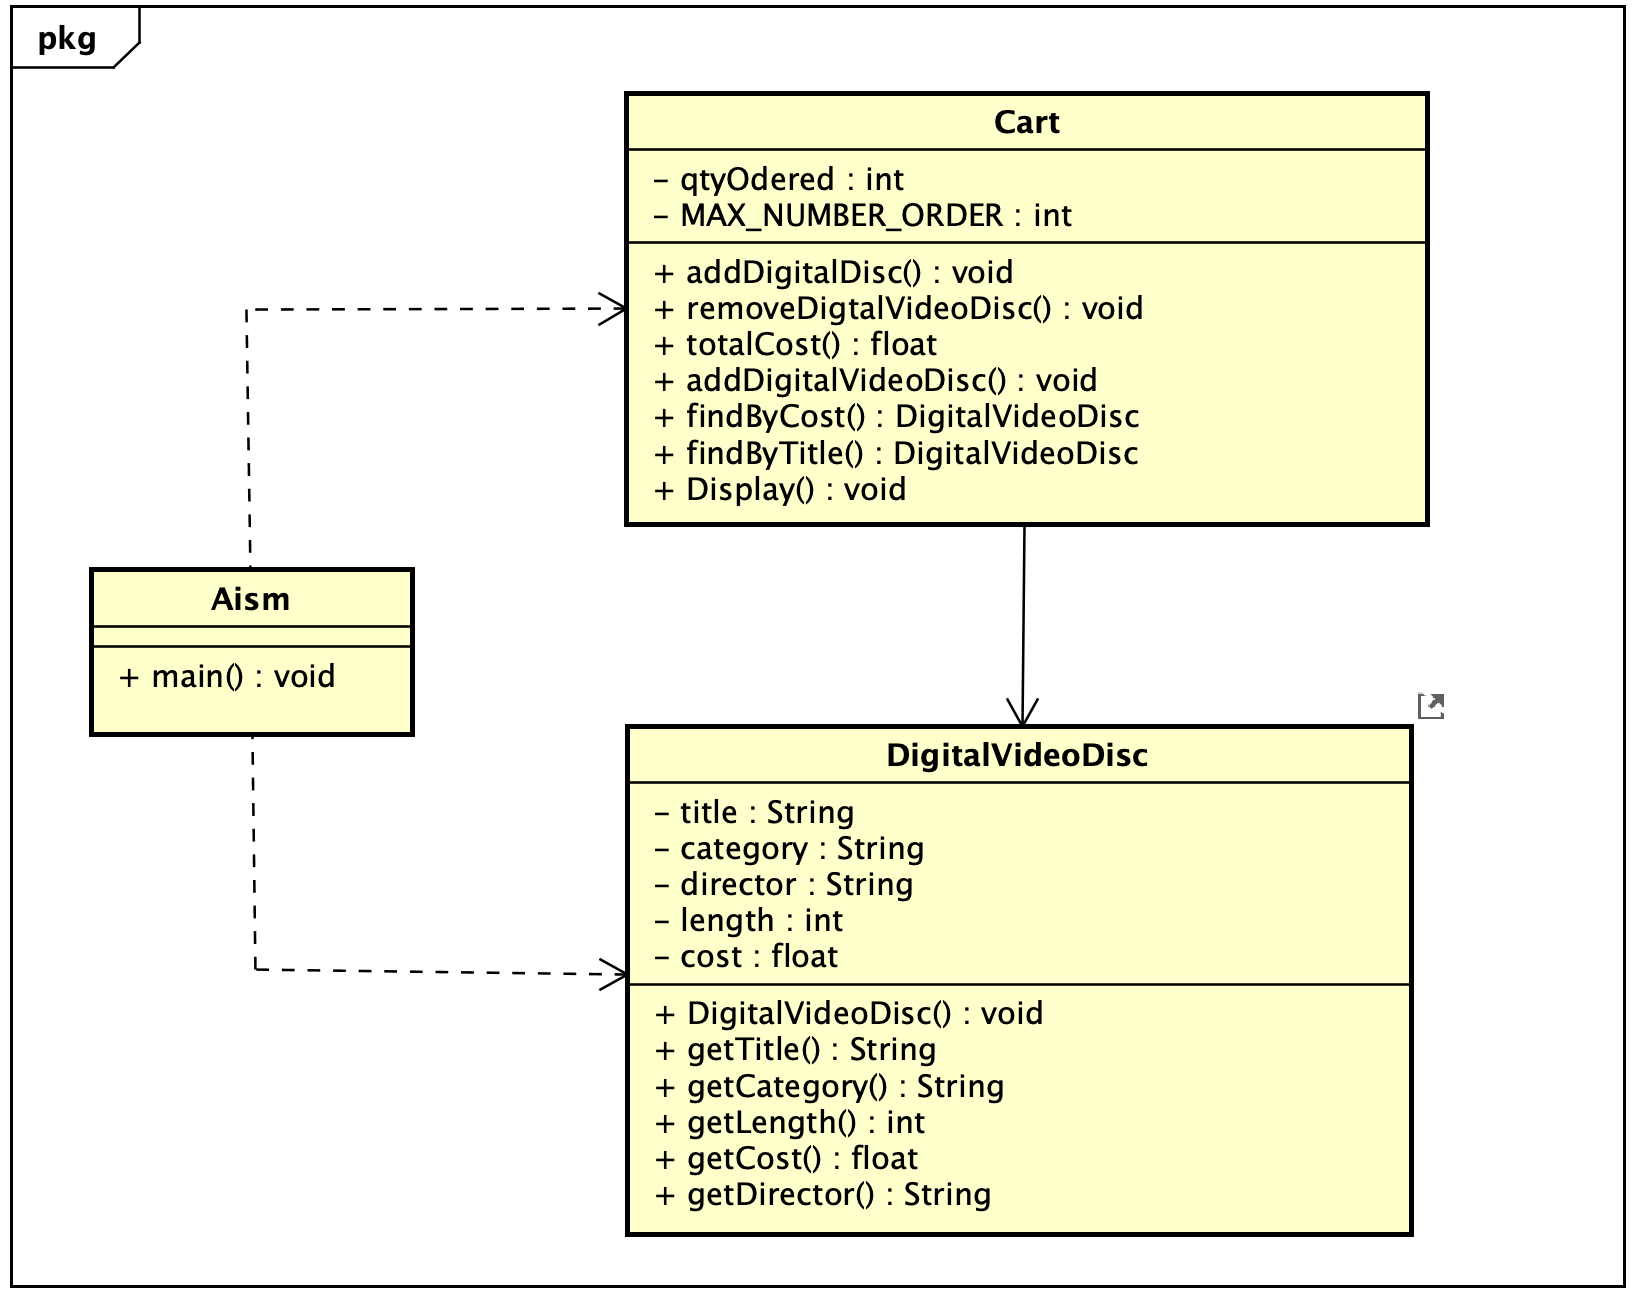 pkg
Cart
- qtyOdered : int
- MAX_NUMBER_ORDER : int
+ addDigitalDisc() : void
+ removeDigtalVideoDisc() : void
+ totalCost() : float
+ addDigitalVideoDisc() : void
+ findByCost() : DigitalVideoDisc
+ findByTitle() : DigitalVideoDisc
+ Display() : void
Aism
+ main() : void
DigitalVideoDisc
- title : String
- category : String
- director : String
- length : int
- cost : float
+ DigitalVideoDisc() : void
+ getTitle() : String
+ getCategory() : String
+ getLength() : int
+ getCost() : float
+ getDirector() : String